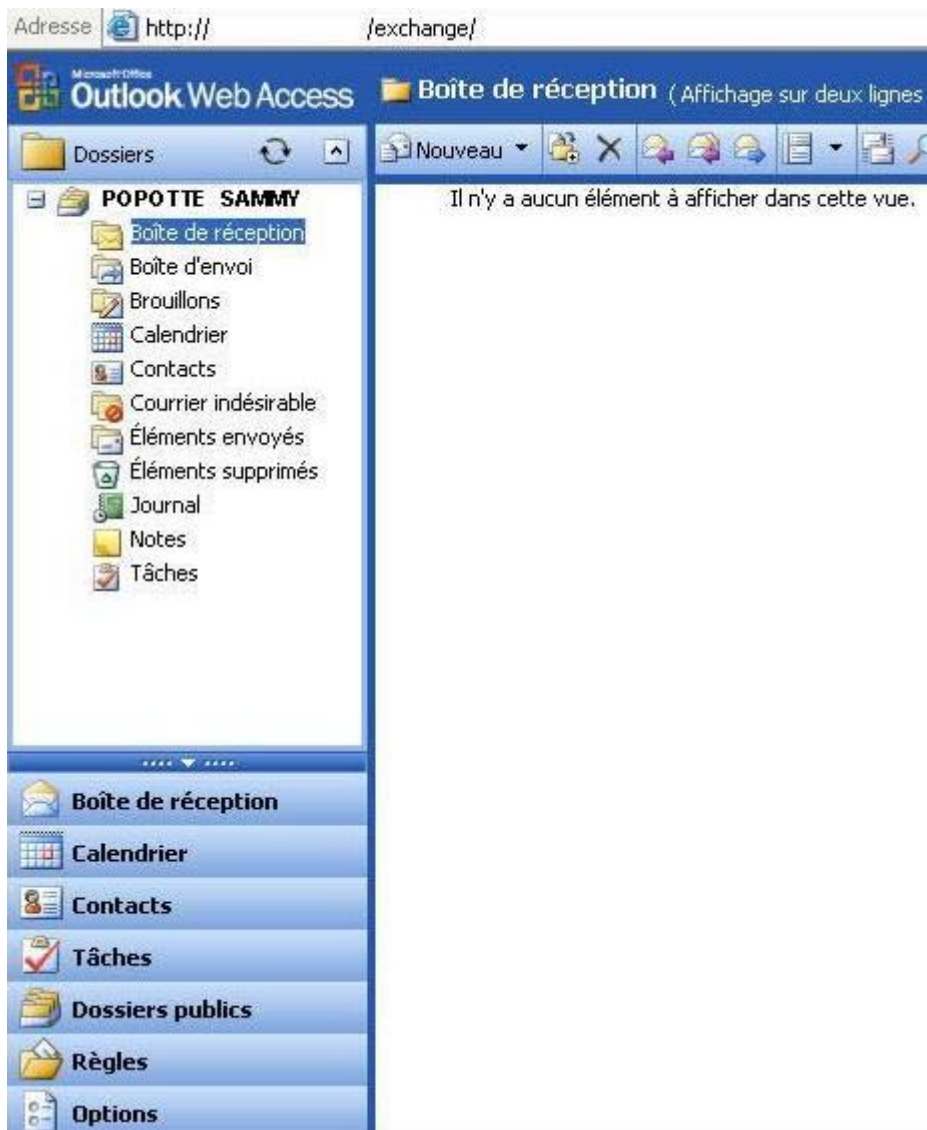 Adresse http:// /exchange/
Microsoft Office
Outlook Web Access
Boîte de réception ( Affichage sur deux lignes
Dossiers
Nouveau
POPOTTE SAMMY
Il n'y a aucun élément à afficher dans cette vue.
Boîte de réception
Boîte d'envoi
Brouillons
Calendrier
Contacts
Courrier indésirable
Éléments envoyés
Éléments supprimés
Journal
Notes
Tâches
Boîte de réception
Calendrier
Contacts
Tâches
Dossiers publics
Règles
Options